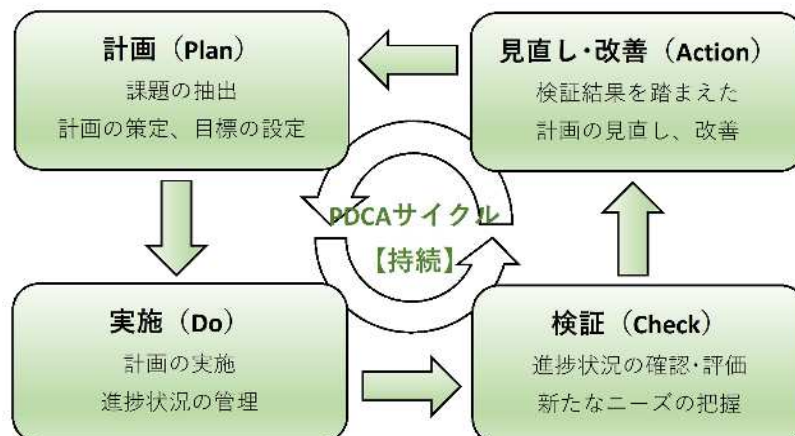 計画（Plan）
課題の抽出
計画の策定、目標の設定
見直し･改善（Action）
検証結果を踏まえた
計画の見直し、改善
PDCAサイクル
【持続】
実施（Do）
計画の実施
進捗状況の管理
検証（Check）
進捗状況の確認･評価
新たなニーズの把握